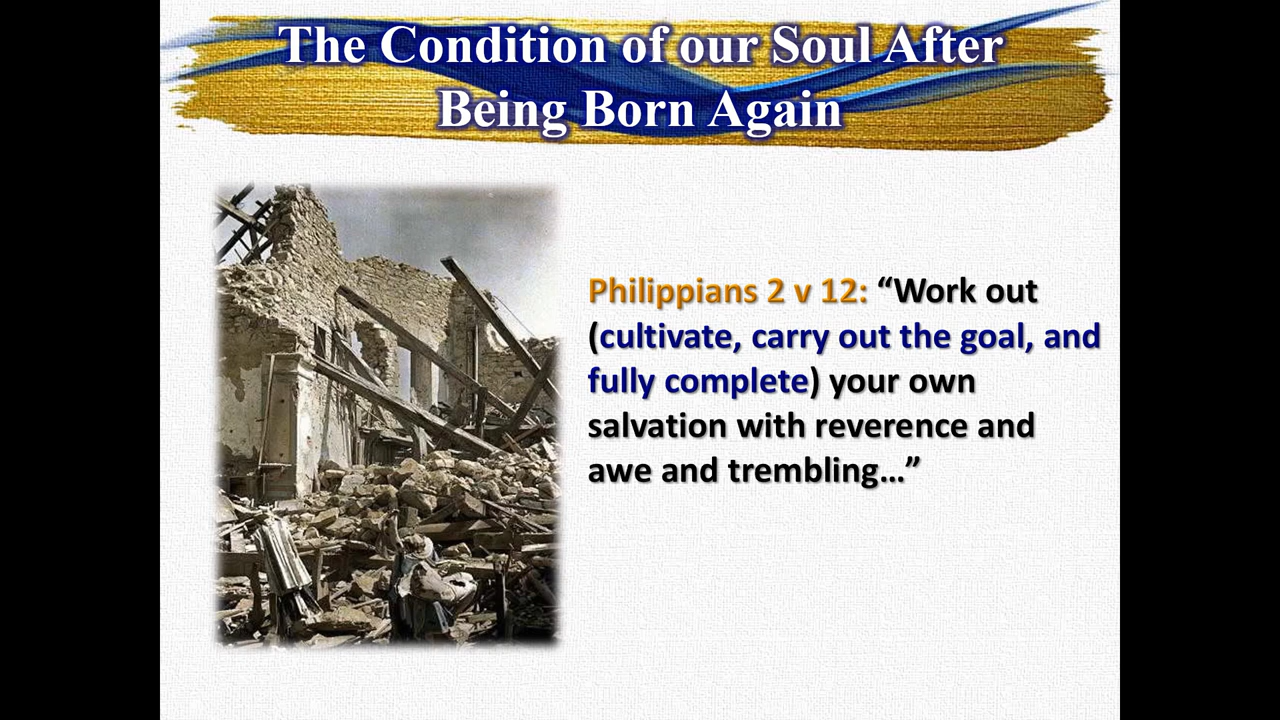 The Condition of our Soul After
Being Born Again
Philippians 2 v 12: “Work out
(cultivate, carry out the goal, and
fully complete) your own
salvation with reverence and
awe and trembling…”